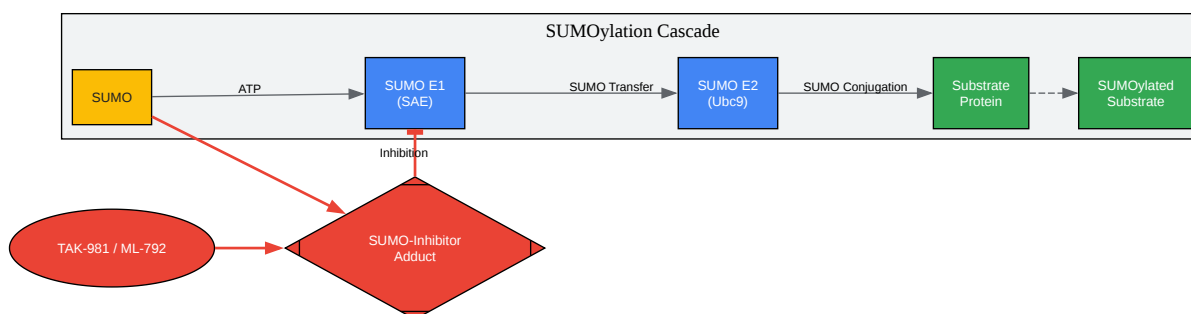 SUMOylation Cascade
SUMO
ATP
SUMO E1
(SAE)
SUMO Transfer
SUMO E2
(Ubc9)
SUMO Conjugation
Substrate
Protein
SUMOylated
Substrate
Inhibition
TAK-981 / ML-792
SUMO-Inhibitor
Adduct